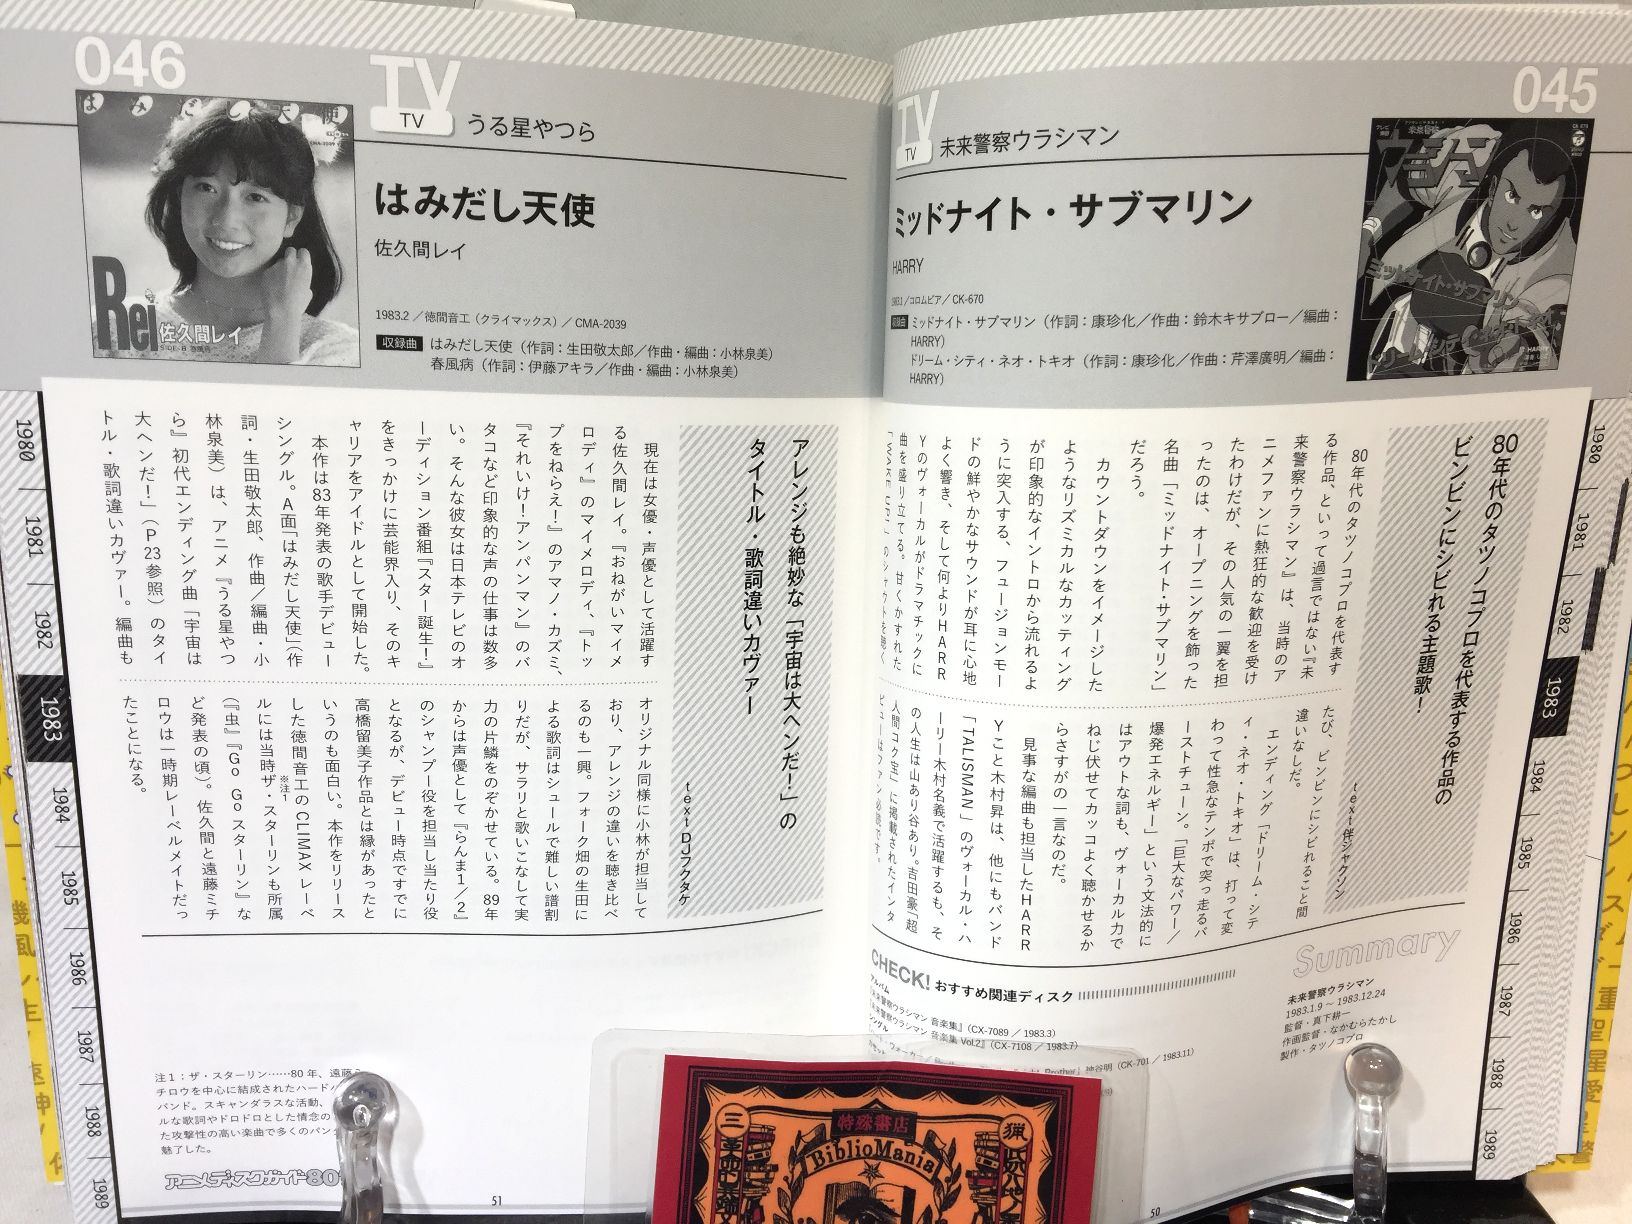 045
TV
TV
未来警察ウラシマン
ミッドナイト・サブマリン
HARRY
1983.1／コロムビア／CK-670
収録曲 ミッドナイト・サブマリン（作詞：康珍化／作曲：鈴木キサブロー／編曲：
HARRY）
ドリーム・シティ・ネオ・トキオ（作詞：康珍化／作曲：芹澤廣明／編曲：
HARRY）
80年代のタツノコプロを代表する作品の
ビンビンにシビれる主題歌！
text 伴ジャクソン
80年代のタツノコプロを代表す
る作品、といって過言ではない『未
来警察ウラシマン』は、当時のア
ニメファンに熱狂的な歓迎を受け
たわけだが、その人気の一翼を担
ったのは、オープニングを飾った
名曲「ミッドナイト・サブマリン」
だろう。
カウントダウンをイメージした
ようなリズミカルなカッティング
が印象的なイントロから流れるよ
うに突入する、フュージョンモー
ドの鮮やかなサウンドが耳に心地
よく響き、そして何よりHARR
Yのヴォーカルがドラマチックに
曲を盛り立てる。甘くかすれた
のシャウトを聴く
たび、ビンビンにシビれること間
違いなしだ。
エンディング「ドリーム・シテ
ィ・ネオ・トキオ」は、打って変
わって性急なテンポで突っ走るバ
ーストチューン。「巨大なパワー／
爆発エネルギー」という文法的に
はアウトな詞も、ヴォーカル力で
ねじ伏せてカッコよく聴かせるか
らさすがの一言なのだ。
見事な編曲も担当したHARR
Yこと木村昇は、他にもバンド
「TALISMAN」のヴォーカル・ハ
ーリー木村名義で活躍するも、そ
の人生は山あり谷あり。吉田豪「超
人間コク宝」に掲載されたインタ
ビューはファン必読です。
CHECK! おすすめ関連ディスク
アルバム
『未来警察ウラシマン 音楽集』（CX-7089／1983.3）
『未来警察ウラシマン 音楽集 Vol.2』（CX-7108／1983.7）
シングル
Brother」神谷明（CK-701／1983.11）
Summary
未来警察ウラシマン
1983.1.9～1983.12.24
監督・真下耕一
作画監督・なかむらたかし
製作・タツノコプロ
50
1980
1981
1982
1983
1984
1985
1986
1987
1988
1989
046
TV
TV
うる星やつら
はみだし天使
佐久間レイ
1983.2／徳間音工（クライマックス）／CMA-2039
収録曲 はみだし天使（作詞：生田敬太郎／作曲・編曲：小林泉美）
春風病（作詞：伊藤アキラ／作曲・編曲：小林泉美）
はみだし天使
CMA-2039
Rei
佐久間レイ
SIDE-B 春風病
アレンジも絶妙な「宇宙は大ヘンだ！」の
タイトル・歌詞違いカヴァー
text DJフクタケ
現在は女優・声優として活躍す
る佐久間レイ。『おねがいマイメ
ロディ』のマイメロディ、『トッ
プをねらえ！』のアマノ・カズミ、
『それいけ！アンパンマン』のバ
タコなど印象的な声の仕事は数多
い。そんな彼女は日本テレビのオ
ーディション番組『スター誕生！』
をきっかけに芸能界入り、そのキ
ャリアをアイドルとして開始した。
本作は83年発表の歌手デビュー
シングル。A面「はみだし天使」（作
詞・生田敬太郎、作曲／編曲・小
林泉美）は、アニメ『うる星やつ
ら』初代エンディング曲「宇宙は
大ヘンだ！」（P23参照）のタイ
トル・歌詞違いカヴァー。編曲も
オリジナル同様に小林が担当して
おり、アレンジの違いを聴き比べ
るのも一興。フォーク畑の生田に
よる歌詞はシュールで難しい譜割
りだが、サラリと歌いこなして実
力の片鱗をのぞかせている。89年
からは声優として『らんま1／2』
のシャンプー役を担当し当たり役
となるが、デビュー時点ですでに
高橋留美子作品とは縁があったと
いうのも面白い。本作をリリース
した徳間音工のCLIMAXレーベ
ルには当時ザ・スターリン※注1も所属
（『虫』『Go Go スターリン』な
ど発表の頃）。佐久間と遠藤ミチ
ロウは一時期レーベルメイトだっ
たことになる。
注1：ザ・スターリン……80年、遠藤ミ
チロウを中心に結成されたハード
バンド。スキャンダラスな活動、
ルな歌詞やドロドロとした情念の
た攻撃性の高い楽曲で多くのパン
魅了した。
アニメディスクガイド80
51
1980
1981
1982
1983
1984
1985
1986
1987
1988
1989
特殊書店
BiblioMania